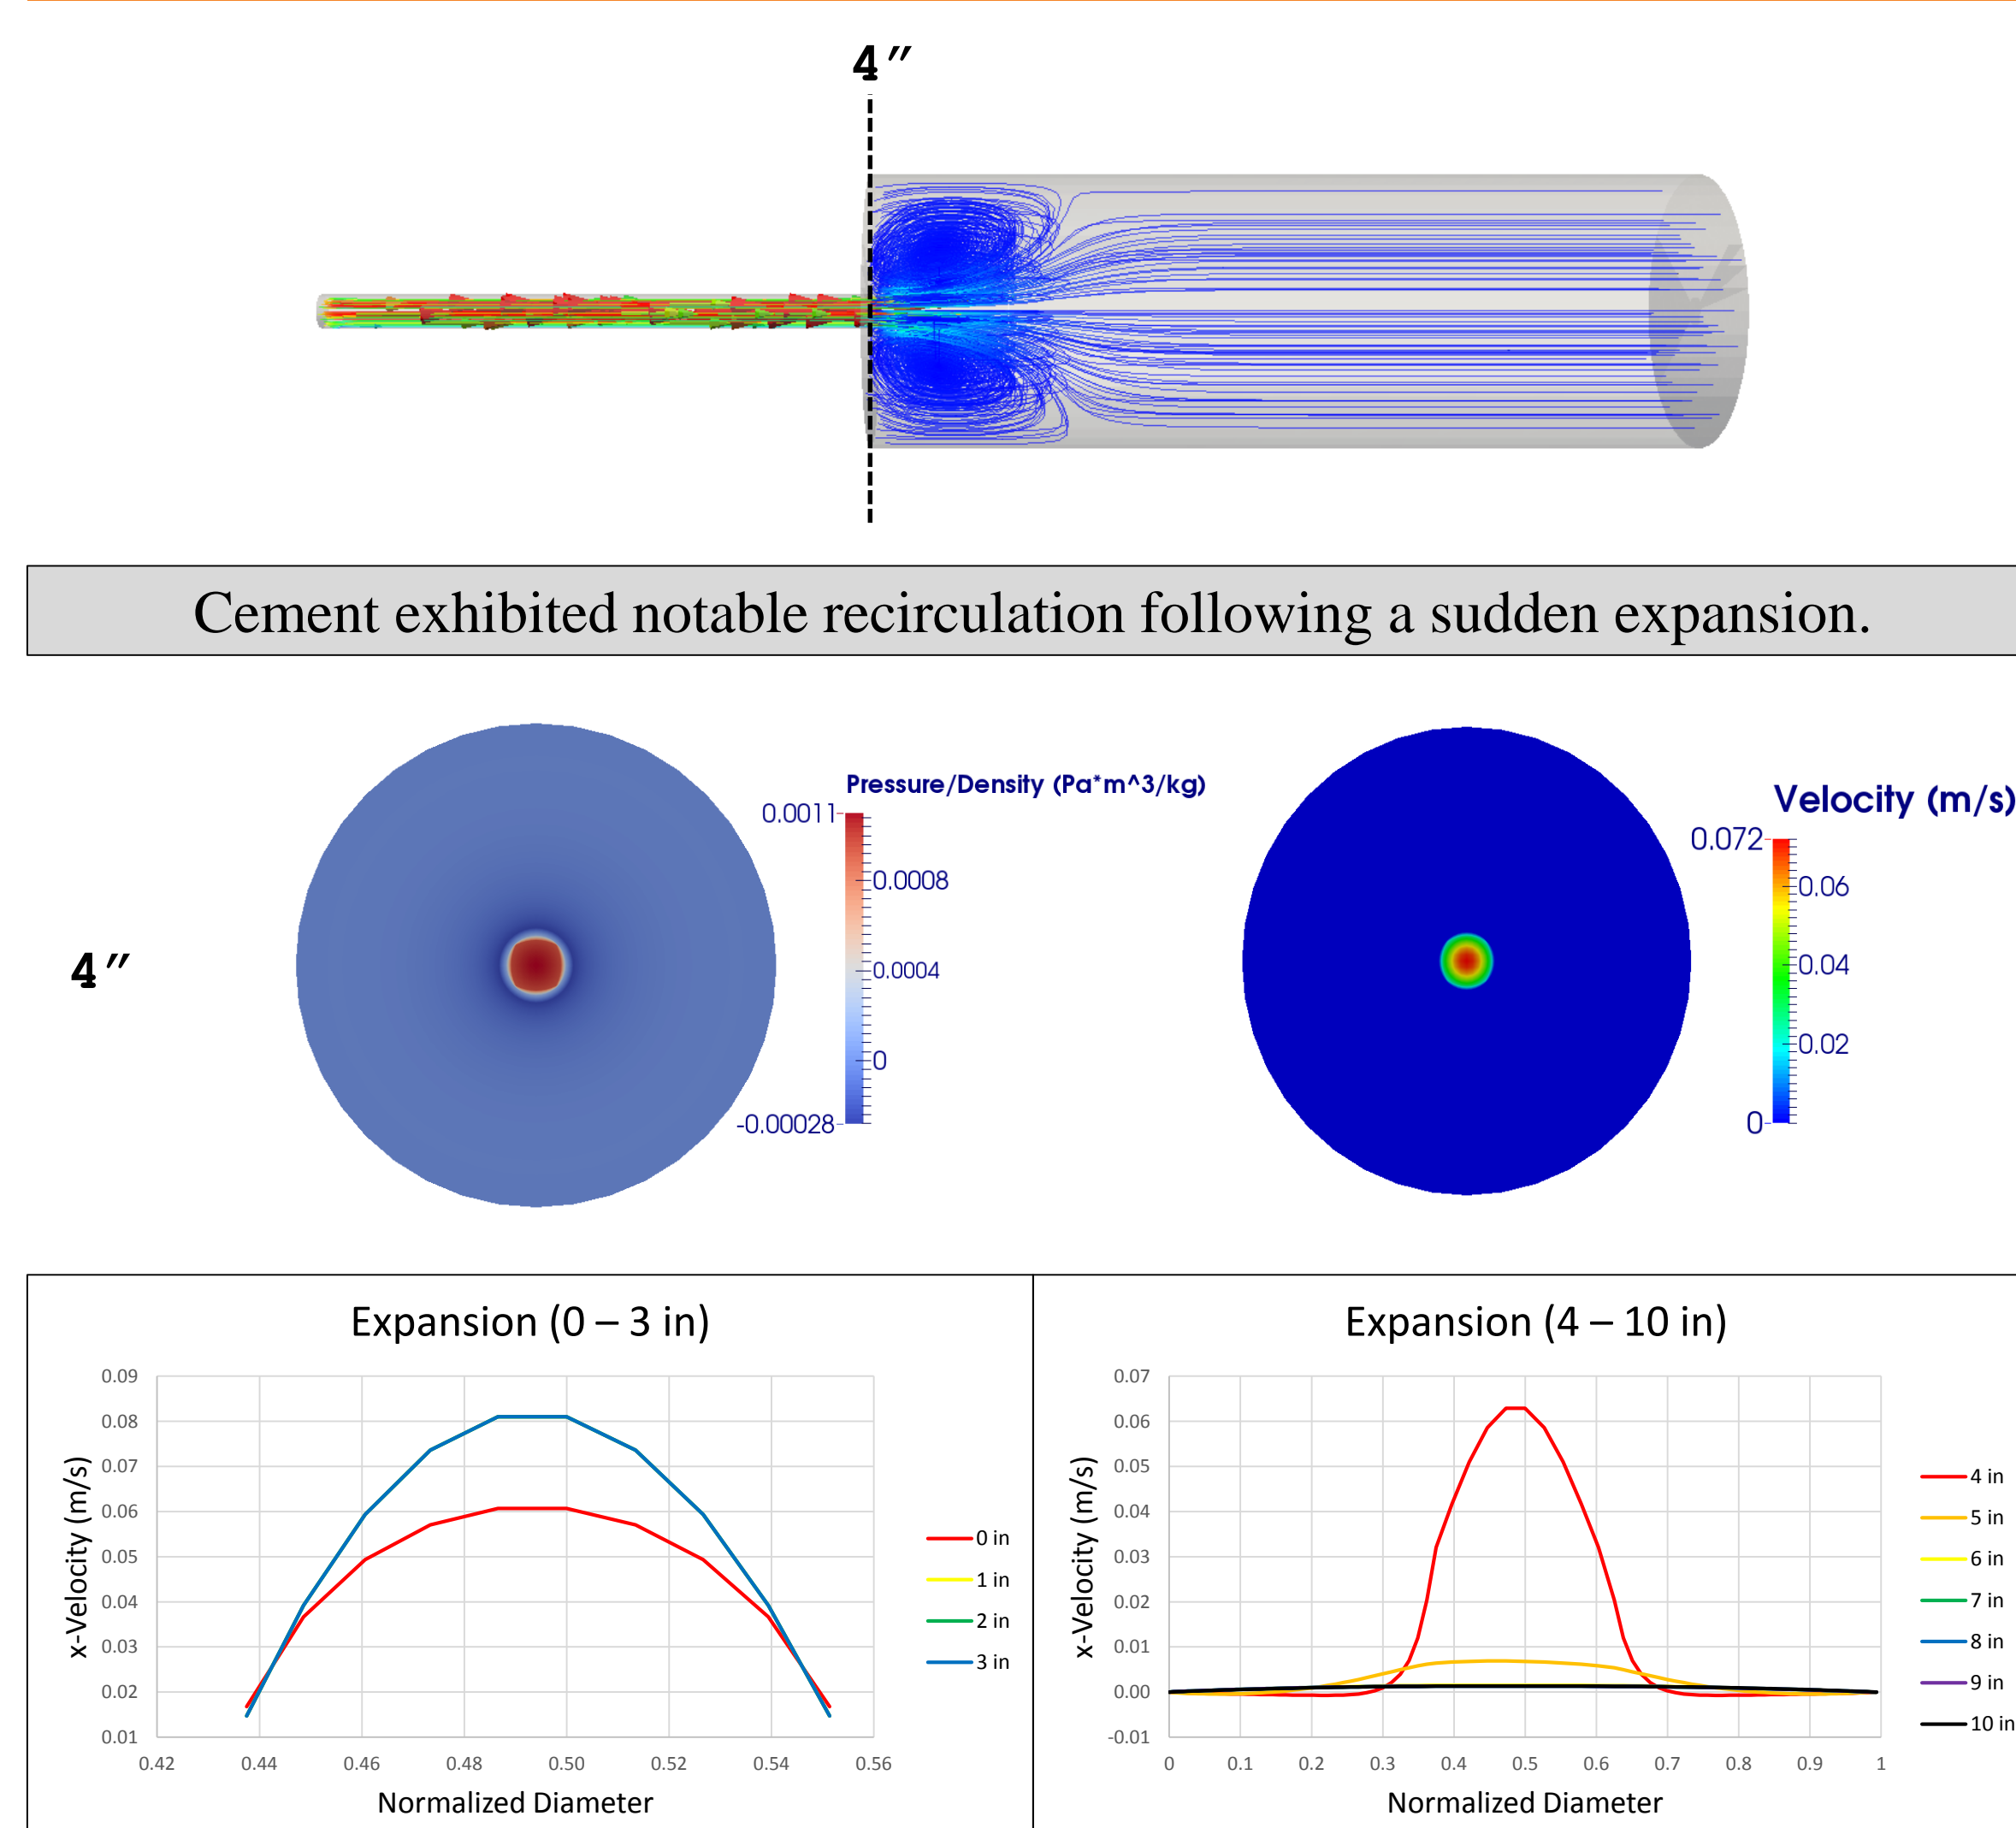 4″
Cement exhibited notable recirculation following a sudden expansion.
4″
Pressure/Density (Pa*m^3/kg)
0.0011
0.0008
0.0004
0
-0.00028
Velocity (m/s)
0.072
0.06
0.04
0.02
0
Expansion (0 – 3 in)
x-Velocity (m/s)
0.09
0.08
0.07
0.06
0.05
0.04
0.03
0.02
0.01
0.42 0.44 0.46 0.48 0.50 0.52 0.54 0.56
Normalized Diameter
0 in
1 in
2 in
3 in
Expansion (4 – 10 in)
x-Velocity (m/s)
0.07
0.06
0.05
0.04
0.03
0.02
0.01
0.00
-0.01
0 0.1 0.2 0.3 0.4 0.5 0.6 0.7 0.8 0.9 1
Normalized Diameter
4 in
5 in
6 in
7 in
8 in
9 in
10 in